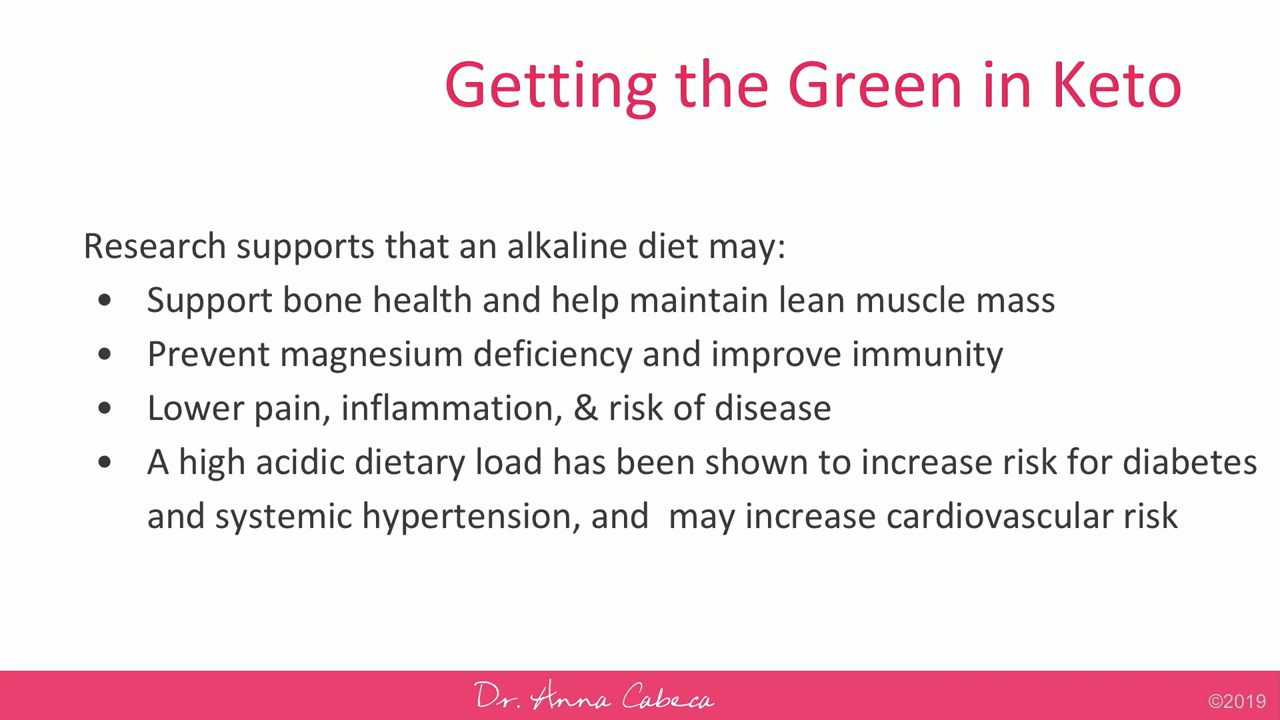 Getting the Green in Keto
Research supports that an alkaline diet may:
• Support bone health and help maintain lean muscle mass
• Prevent magnesium deficiency and improve immunity
• Lower pain, inflammation, & risk of disease
• A high acidic dietary load has been shown to increase risk for diabetes
and systemic hypertension, and  may increase cardiovascular risk
Dr. Anna Cabeca
©2019